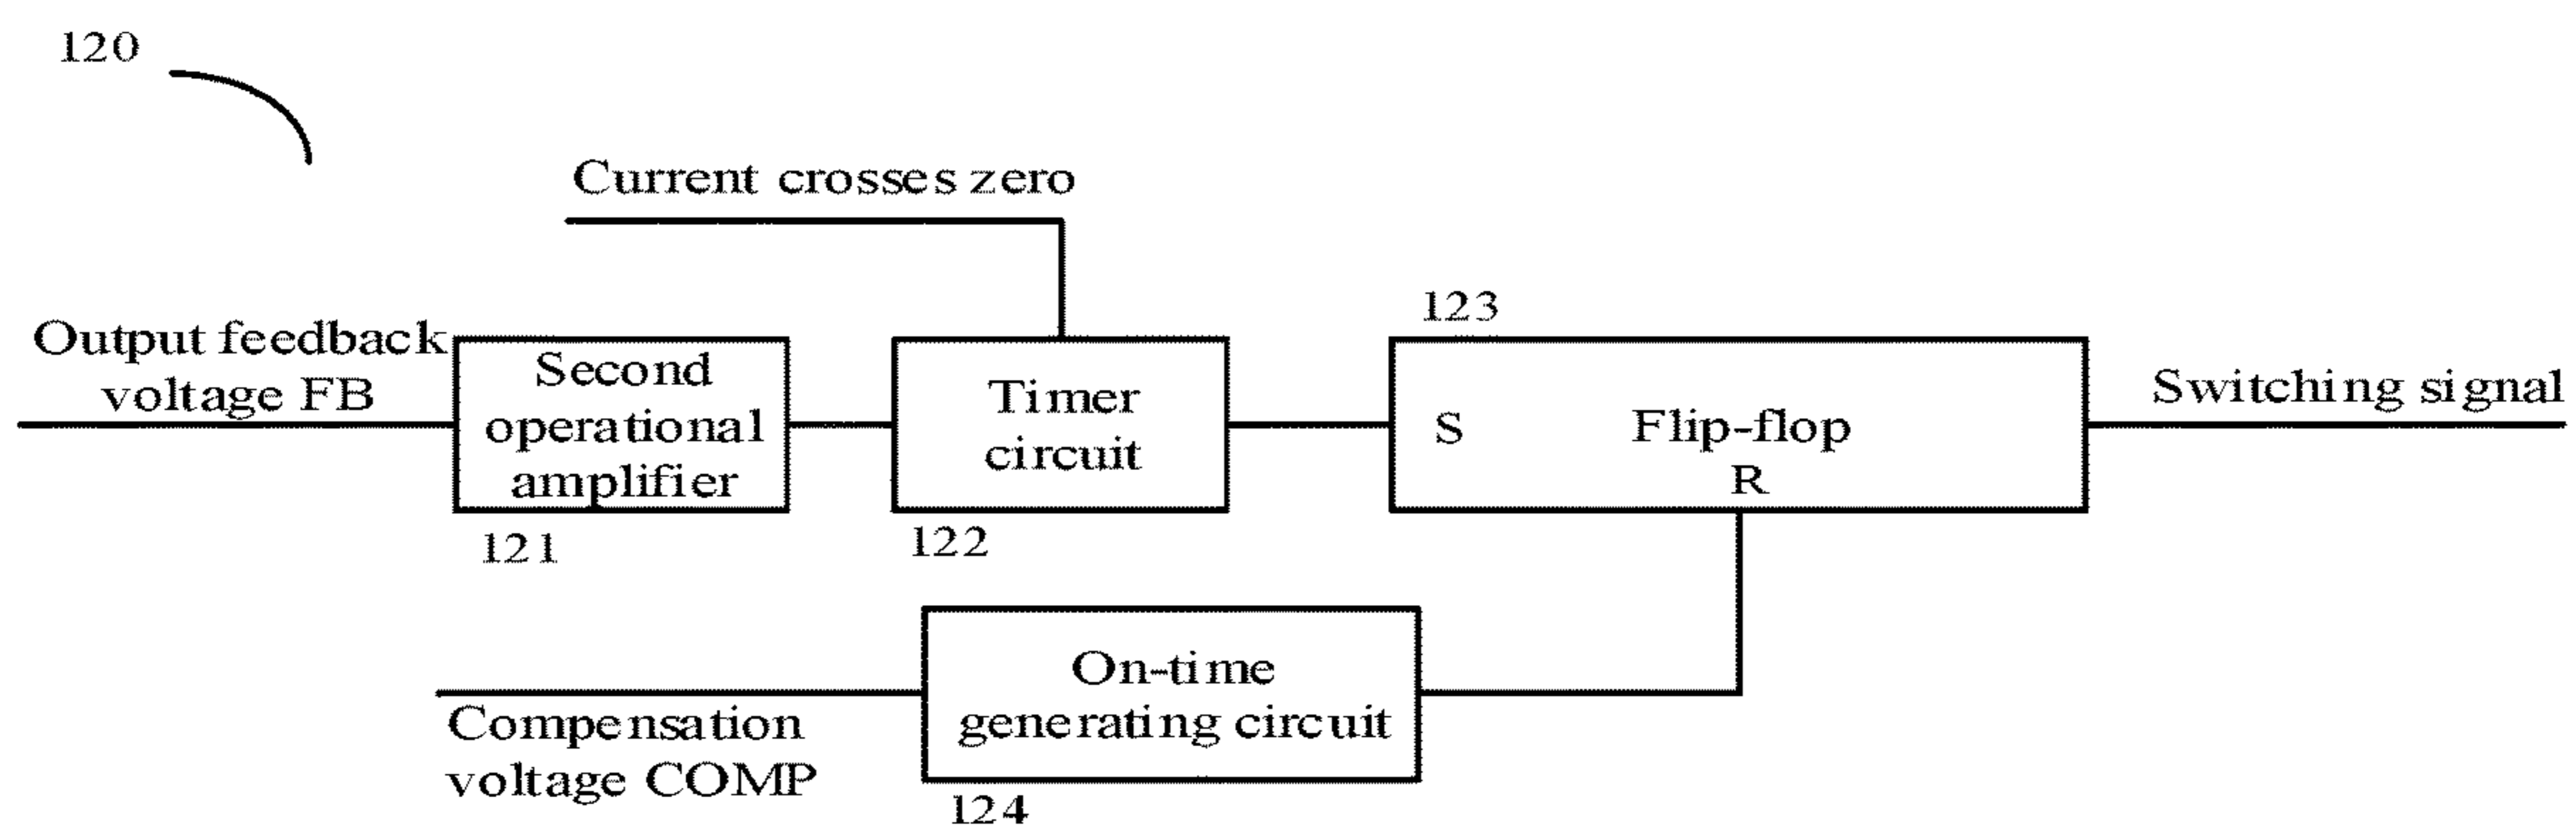 120
Current crosses zero
Output feedback
voltage FB
Second
operational
amplifier
121
Timer
circuit
122
123
S
Flip-flop
R
Switching signal
Compensation
voltage COMP
On-time
generating circuit
124